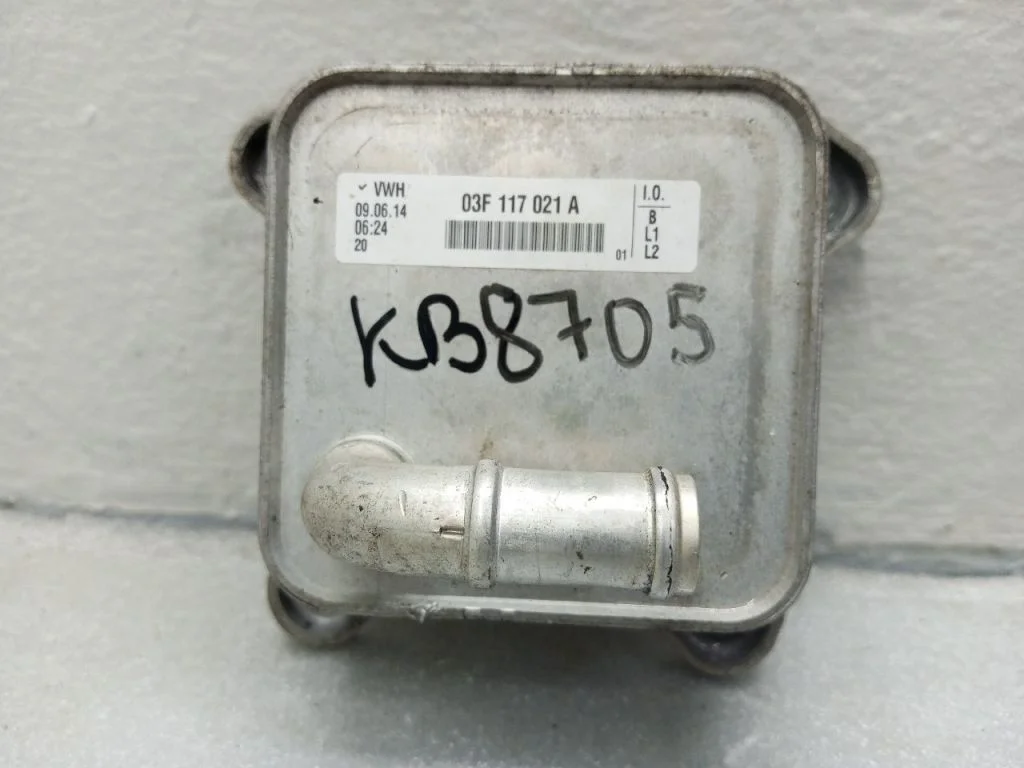 VWH
09.06.14
06:24
20
03F 117 021 A
01
I.O.
B
L1
L2
KB8705